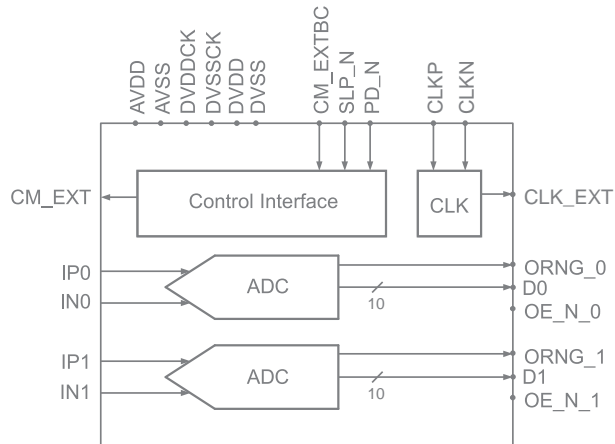 AVDD
AVSS
DVDDCK
DVSSCK
DVDD
DVSS
CM_EXTBC
SLP_N
PD_N
CLKP
CLKN
CM_EXT
Control Interface
CLK
CLK_EXT
IP0
IN0
ADC
10
ORNG_0
D0
OE_N_0
IP1
IN1
ADC
10
ORNG_1
D1
OE_N_1